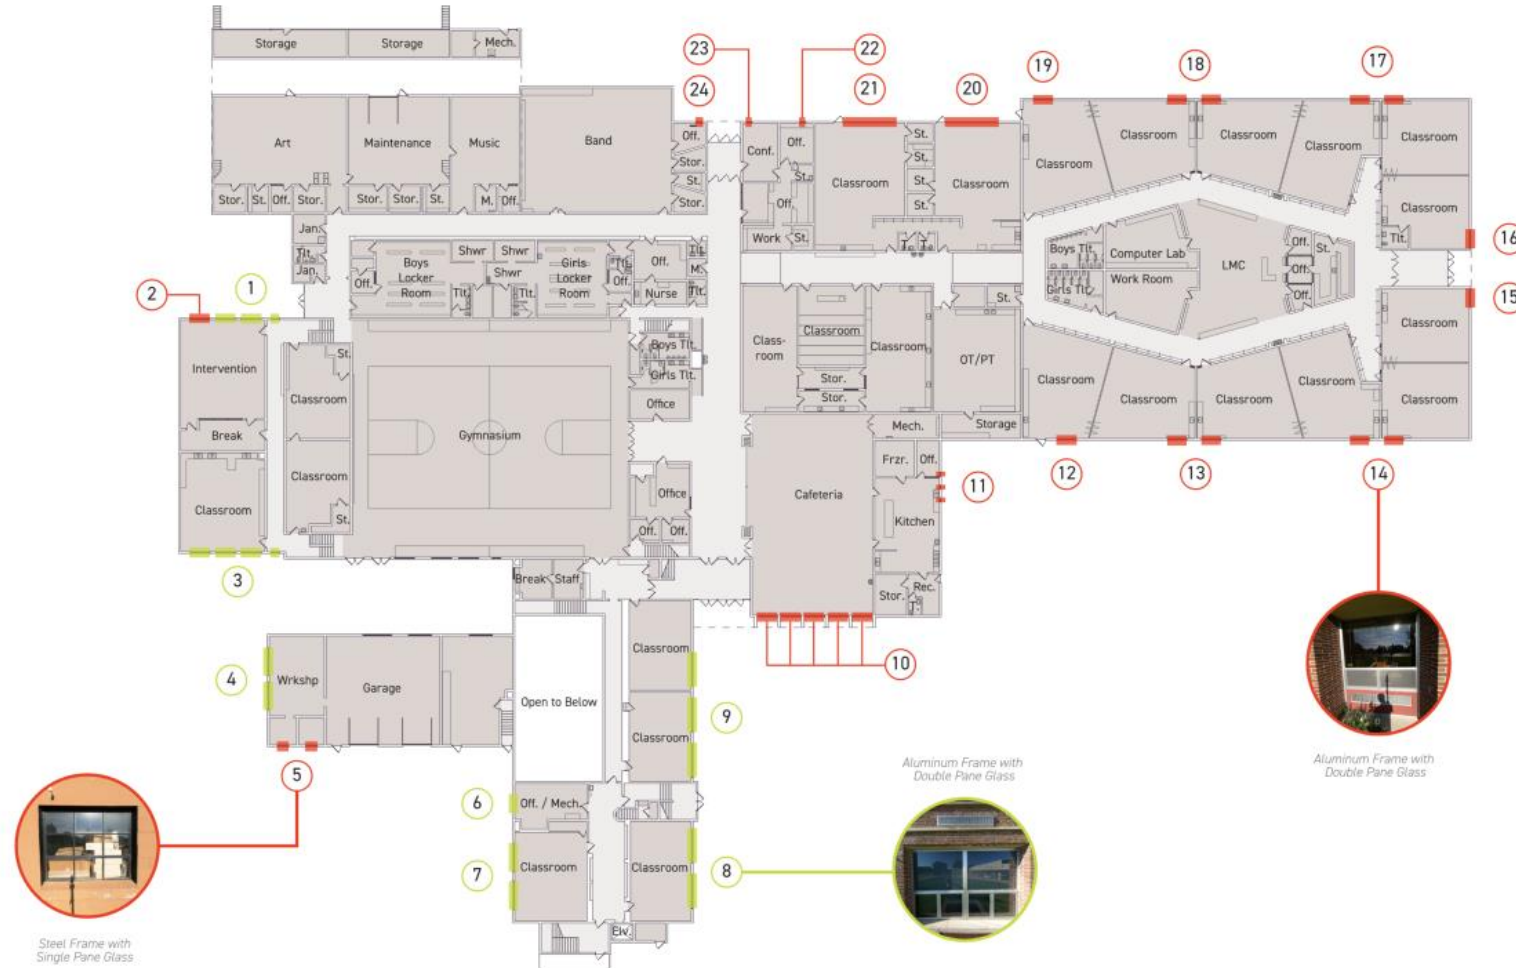 Storage
Storage
Mech.
23
22
24
21
20
19
18
17
Art
Maintenance
Music
Band
Off.
Stor.
St.
Stor.
Conf.
Off.
St.
Off.
Work
St.
Classroom
St.
St.
St.
St.
Classroom
T.
T.
Classroom
Classroom
Classroom
Classroom
Classroom
Classroom
Tlt.
16
Stor.
St.
Off.
Stor.
Stor.
Stor.
St.
M.
Off.
Jan.
Tlt.
Jan.
Boys
Locker
Room
Off.
Shwr
Shwr
Shwr
Tlt.
Tlt.
Girls
Locker
Room
Tlt.
Off.
Off.
Nurse
Tlt.
M.
Tlt.
Boys Tlt.
Girls Tlt.
Computer Lab
Work Room
LMC
Off.
Off.
Off.
St.
15
2
1
Intervention
Break
Classroom
St.
Classroom
Classroom
St.
3
Gymnasium
Boys Tlt.
Girls Tlt.
Office
Office
Off.
Off.
Class-
room
Classroom
Stor.
Stor.
Classroom
St.
OT/PT
Storage
Mech.
Classroom
Classroom
Classroom
Classroom
Classroom
Classroom
12
13
14
Cafeteria
Frzr.
Off.
11
Kitchen
Stor.
Rec.
T.
10
Break
Staff
Classroom
Classroom
9
Open to Below
4
Wrkshp
Garage
5
6
Off. / Mech.
7
Classroom
Classroom
8
Elv.
Aluminum Frame with
Double Pane Glass
Aluminum Frame with
Double Pane Glass
Steel Frame with
Single Pane Glass